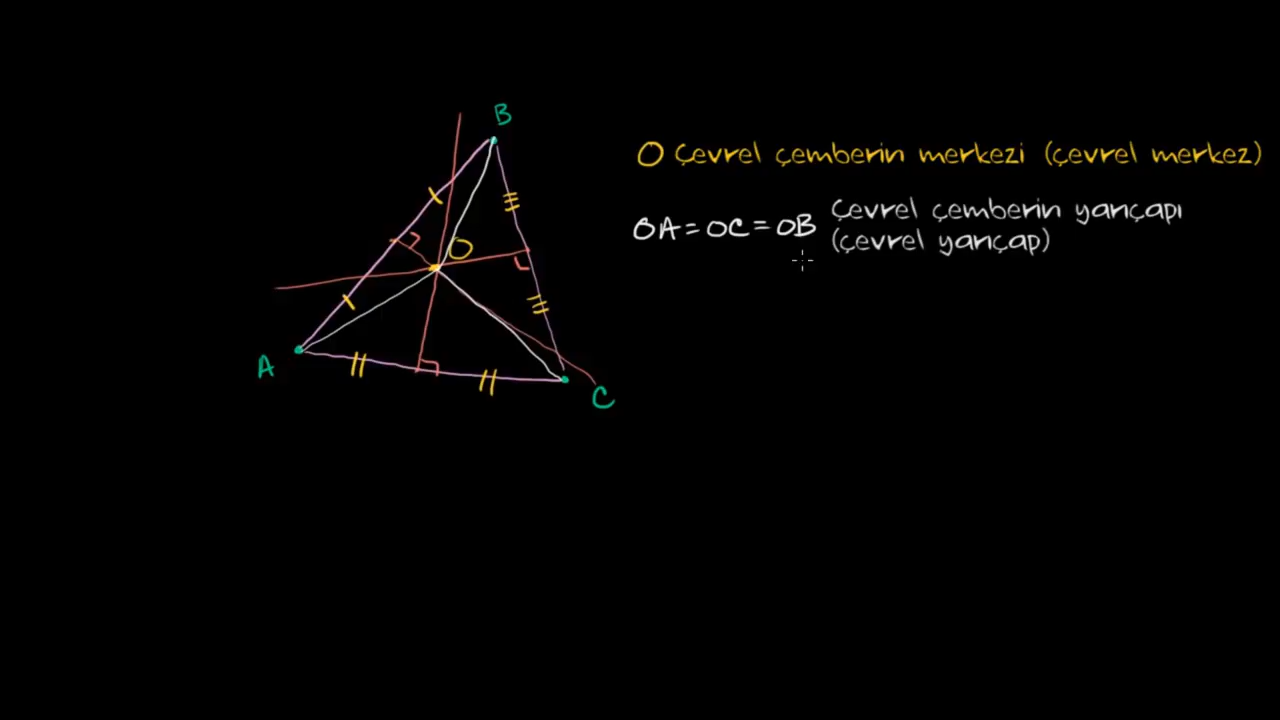 B
O Çevrel çemberin merkezi (çevrel merkez)
OA = OC = OB Çevrel çemberin yarıçapı
(çevrel yarıçap)
O
A
C